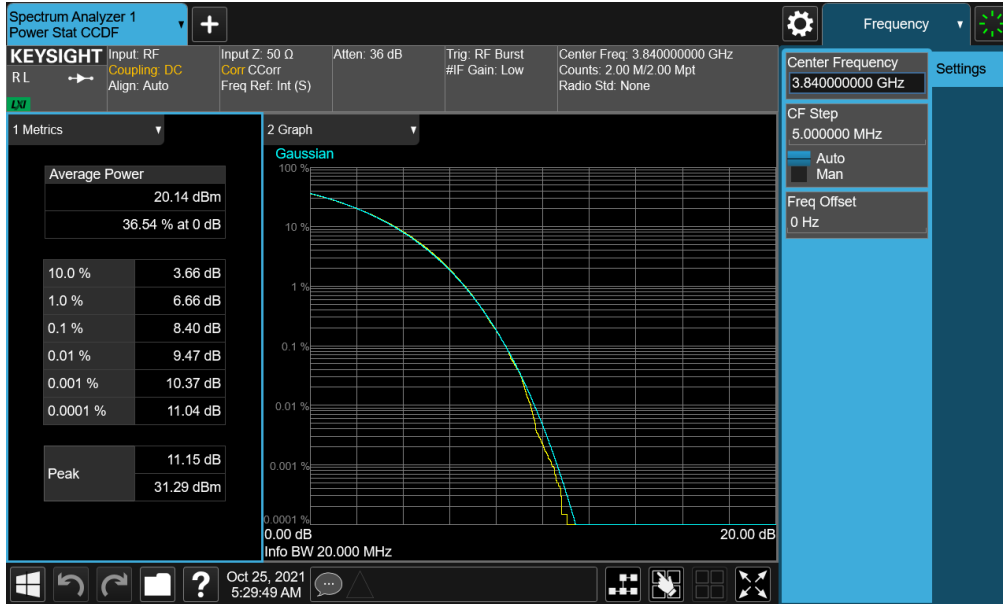 Spectrum Analyzer 1
Power Stat CCDF
Frequency
KEYSIGHT
RL
LXI
Input: RF
Coupling: DC
Align: Auto
Input Z: 50 Ω
Corr CCorr
Freq Ref: Int (S)
Atten: 36 dB
Trig: RF Burst
#IF Gain: Low
Center Freq: 3.840000000 GHz
Counts: 2.00 M/2.00 Mpt
Radio Std: None
Center Frequency
3.840000000 GHz
Settings
CF Step
5.000000 MHz
Auto
Man
Freq Offset
0 Hz
1 Metrics
Average Power
20.14 dBm
36.54 % at 0 dB
10.0 % 3.66 dB
1.0 % 6.66 dB
0.1 % 8.40 dB
0.01 % 9.47 dB
0.001 % 10.37 dB
0.0001 % 11.04 dB
Peak
11.15 dB
31.29 dBm
2 Graph
Gaussian
100 %
10 %
1 %
0.1 %
0.01 %
0.001 %
0.0001 %
0.00 dB 20.00 dB
Info BW 20.000 MHz
?
Oct 25, 2021
5:29:49 AM